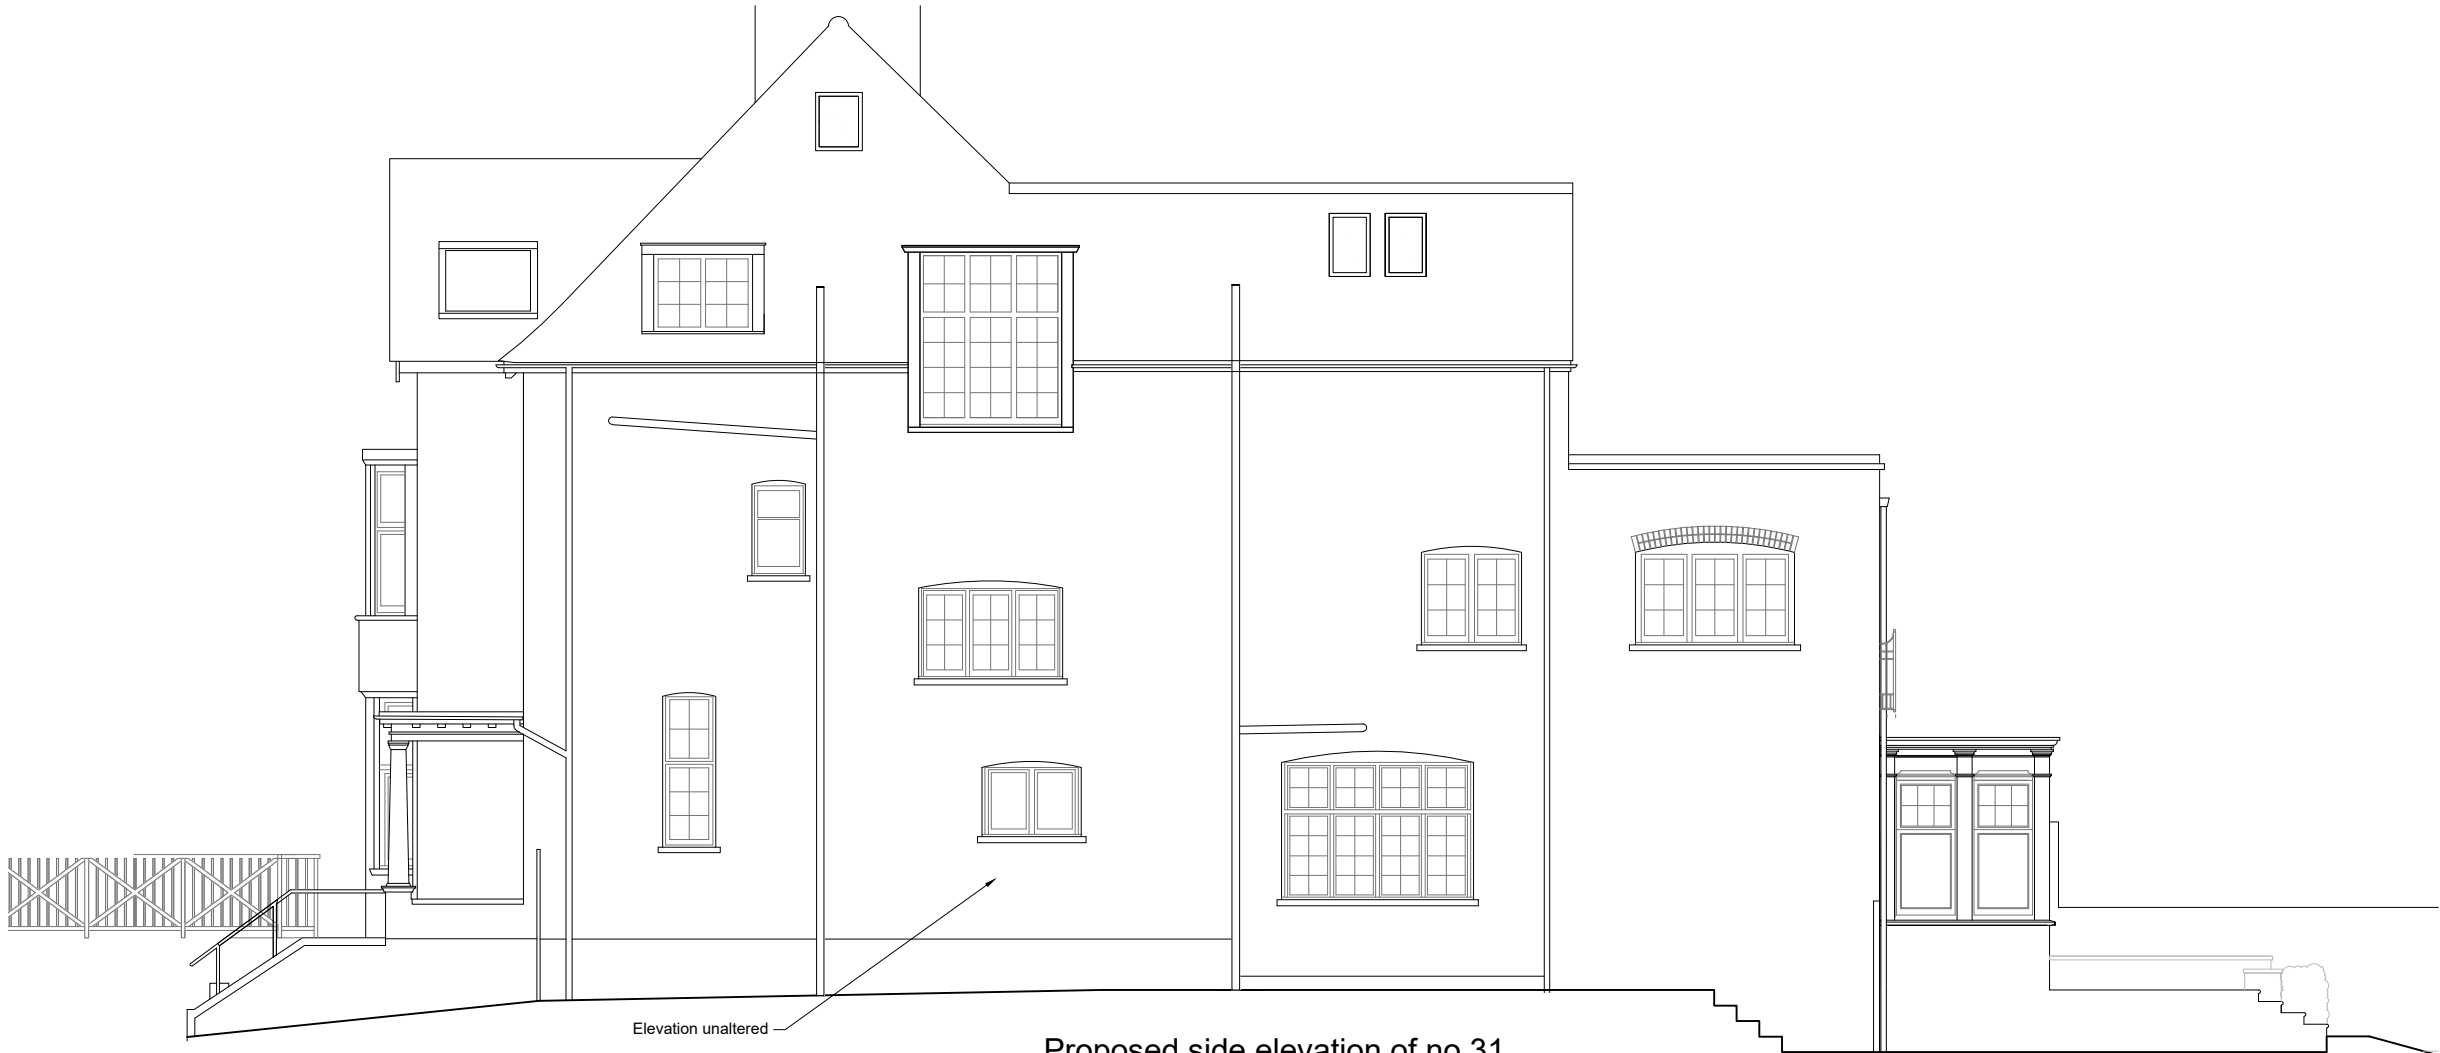 Elevation unaltered
Proposed side elevation of no.31